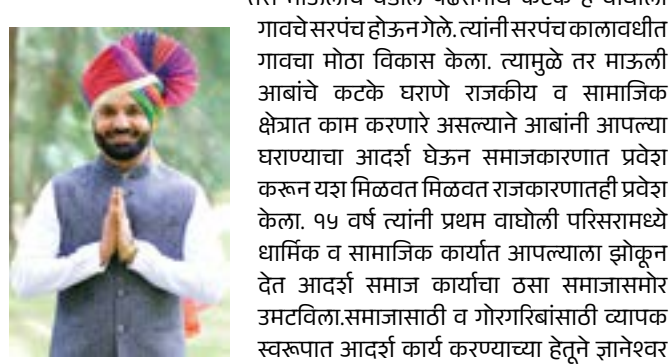 गावचे सरपंच होऊन गेले. त्यांनी सरपंच कालावधीत
गावचा मोठा विकास केला. त्यामुळे तर माऊली
आबांचे कटके घराणे राजकीय व सामाजिक
क्षेत्रात काम करणारे असल्याने आबांनी आपल्या
घराण्याचा आदर्श घेऊन समाजकारणात प्रवेश
करून यश मिळवत मिळवत राजकारणातही प्रवेश
केला. १५ वर्ष त्यांनी प्रथम वाघोली परिसरामध्ये
धार्मिक व सामाजिक कार्यात आपल्याला झोकून
देत आदर्श समाज कार्याचा ठसा समाजासमोर
उमटविला.समाजासाठी व गोरगरिबांसाठी व्यापक
स्वरूपात आदर्श कार्य करण्याच्या हेतूने ज्ञानेश्वर